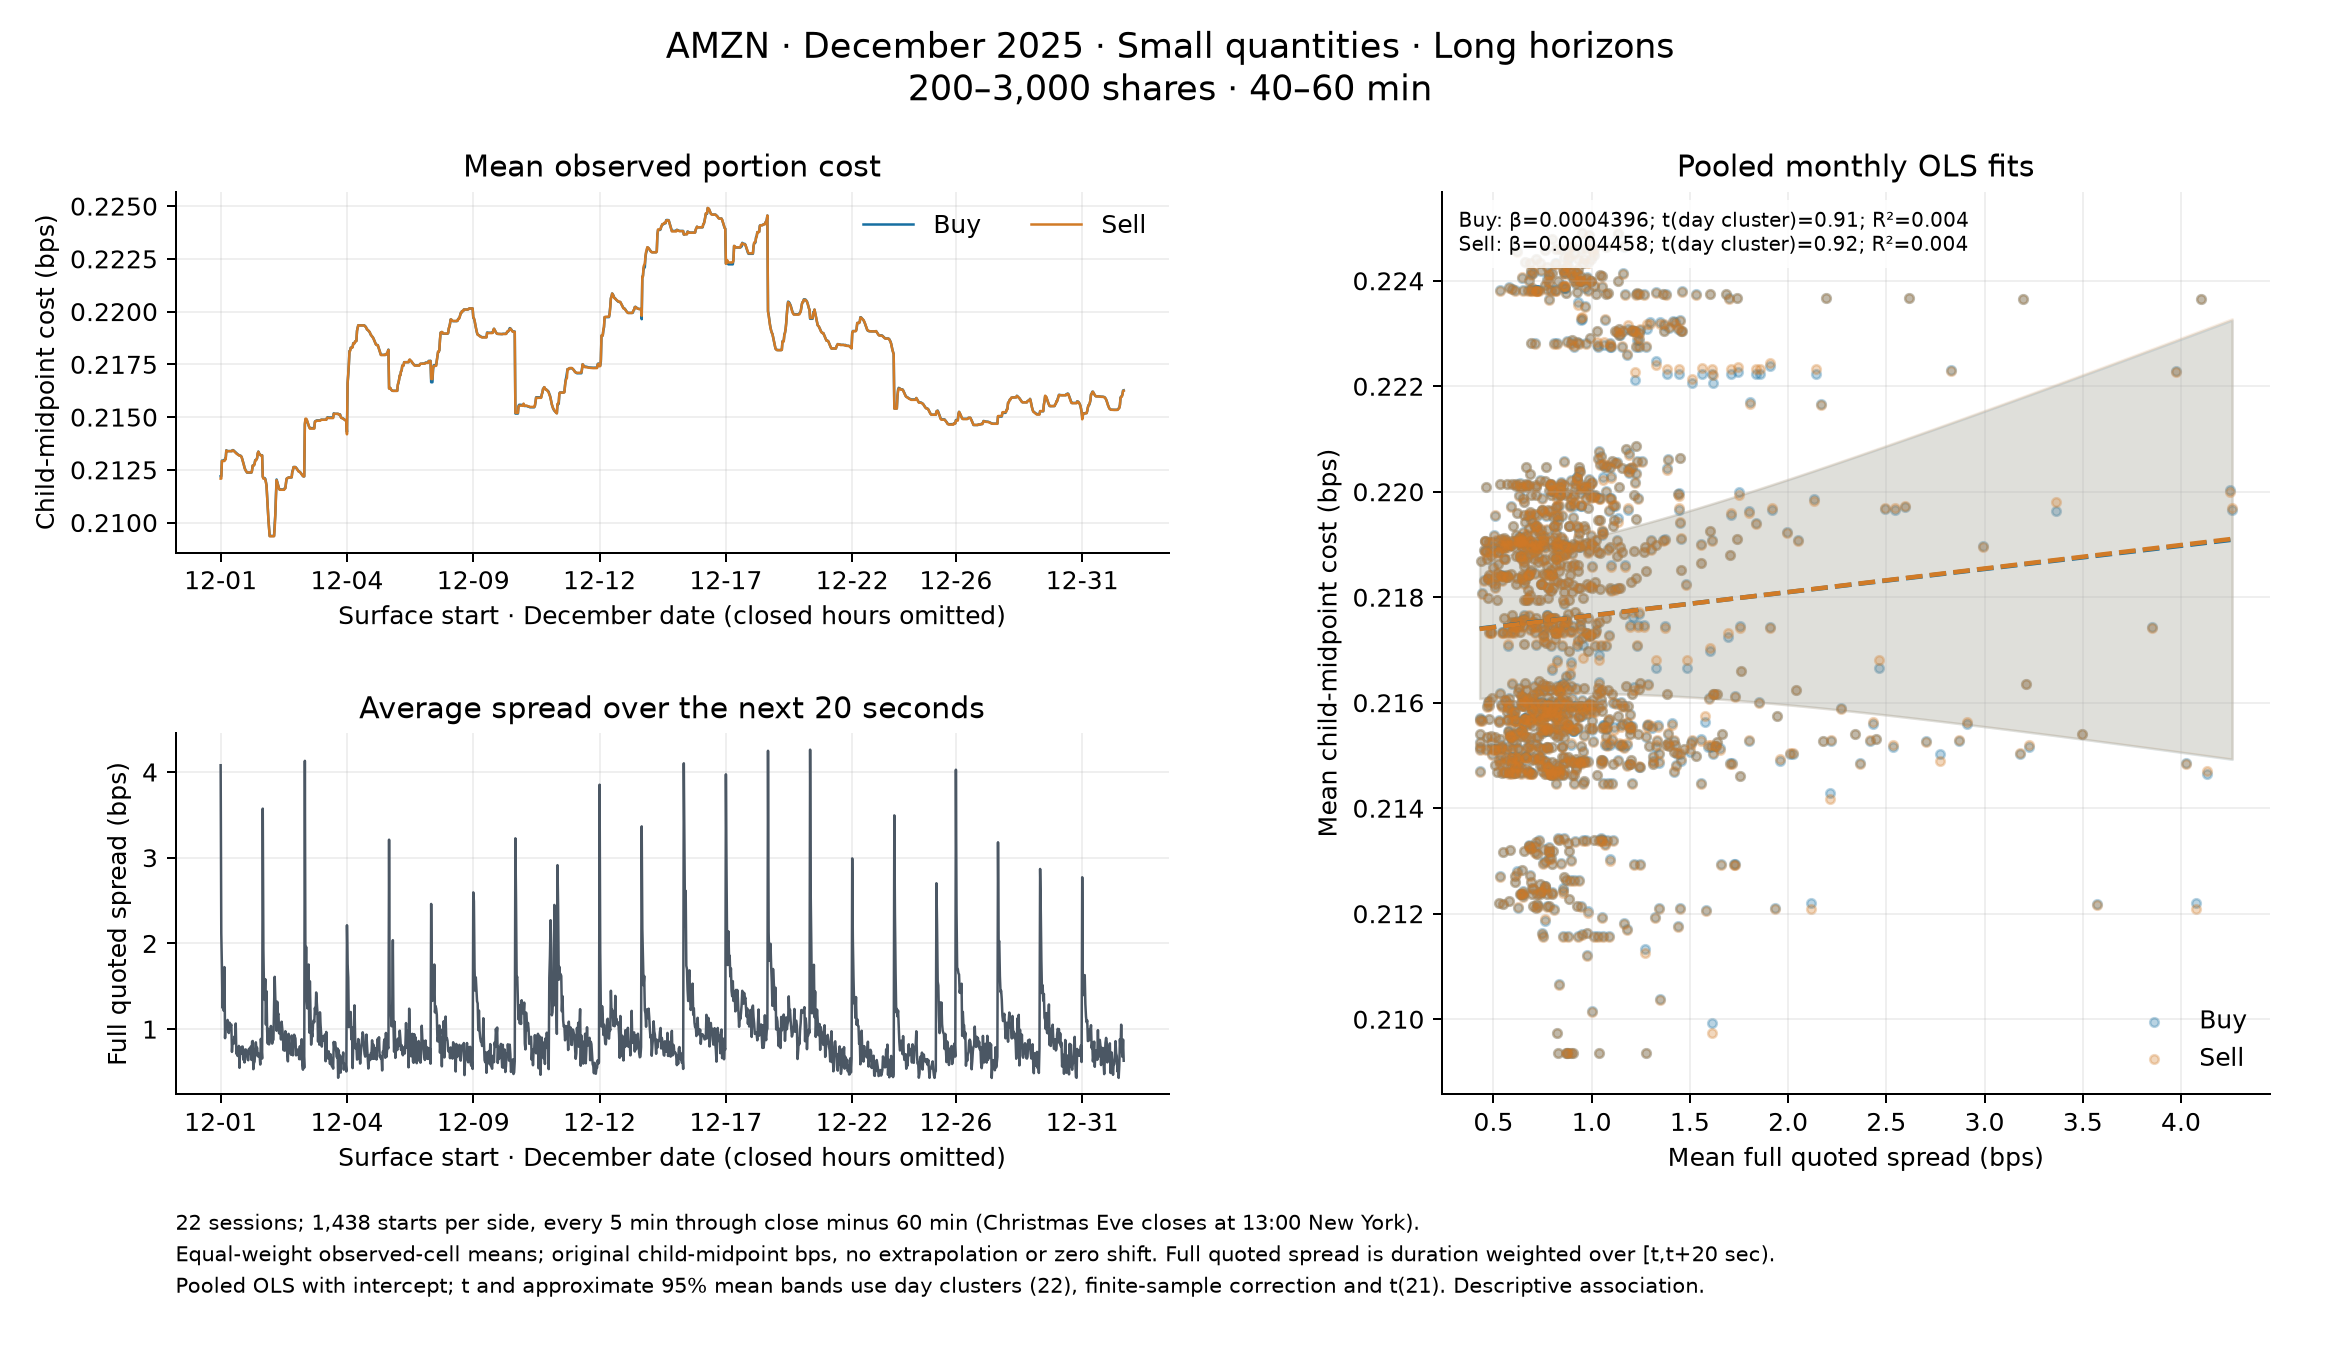 AMZN · December 2025 · Small quantities · Long horizons
200–3,000 shares · 40–60 min
Mean observed portion cost
Child-midpoint cost (bps)
0.2250
0.2225
0.2200
0.2175
0.2150
0.2125
0.2100
Buy
Sell
12-01
12-04
12-09
12-12
12-17
12-22
12-26
12-31
Surface start · December date (closed hours omitted)
Average spread over the next 20 seconds
Full quoted spread (bps)
4
3
2
1
12-01
12-04
12-09
12-12
12-17
12-22
12-26
12-31
Surface start · December date (closed hours omitted)
Pooled monthly OLS fits
Buy: β=0.0004396; t(day cluster)=0.91; R²=0.004
Sell: β=0.0004458; t(day cluster)=0.92; R²=0.004
Mean child-midpoint cost (bps)
0.224
0.222
0.220
0.218
0.216
0.214
0.212
0.210
Buy
Sell
0.5
1.0
1.5
2.0
2.5
3.0
3.5
4.0
Mean full quoted spread (bps)
22 sessions; 1,438 starts per side, every 5 min through close minus 60 min (Christmas Eve closes at 13:00 New York).
Equal-weight observed-cell means; original child-midpoint bps, no extrapolation or zero shift. Full quoted spread is duration weighted over [t,t+20 sec).
Pooled OLS with intercept; t and approximate 95% mean bands use day clusters (22), finite-sample correction and t(21). Descriptive association.